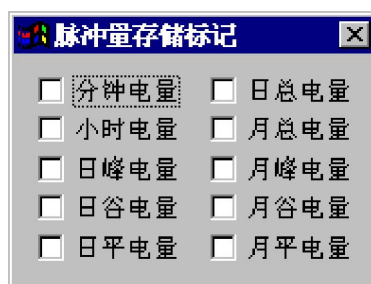 脉冲量存储标记
分钟电量 日总电量
小时电量 月总电量
日峰电量 月峰电量
日谷电量 月谷电量
日平电量 月平电量